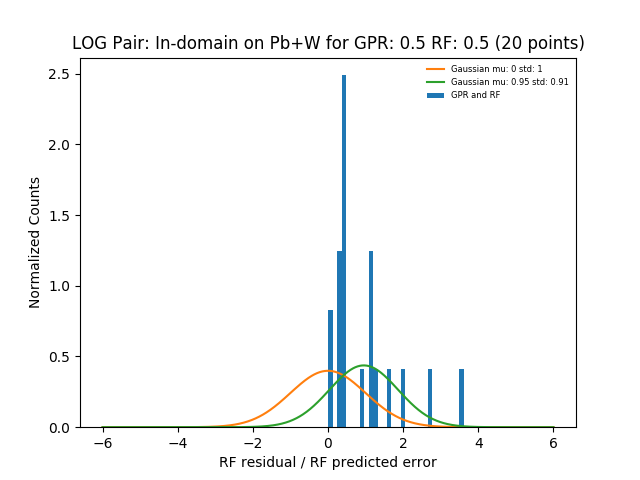 LOG Pair: In-domain on Pb+W for GPR: 0.5 RF: 0.5 (20 points)
Gaussian mu: 0 std: 1
Gaussian mu: 0.95 std: 0.91
GPR and RF
Normalized Counts
2.5
2.0
1.5
1.0
0.5
0.0
−6
−4
−2
0
2
4
6
RF residual / RF predicted error